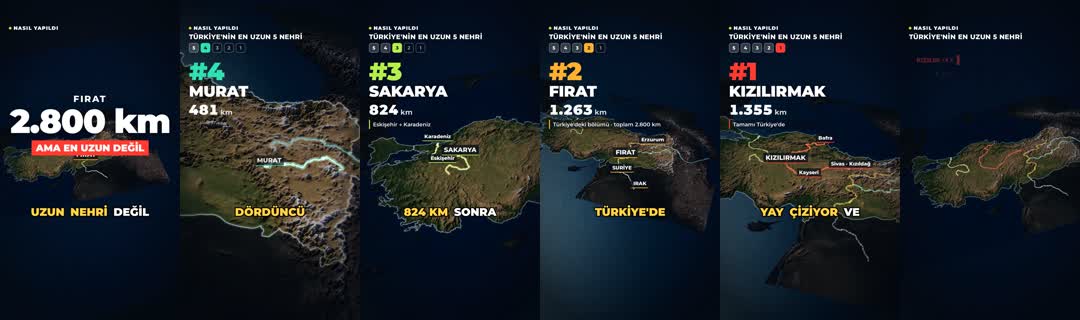 NASIL YAPILDI
FIRAT
2.800 km
AMA EN UZUN DEĞİL
UZUN NEHRİ DEĞİL
NASIL YAPILDI
TÜRKİYE'NİN EN UZUN 5 NEHRİ
5 4 3 2 1
#4
MURAT
481 km
MURAT
DÖRDÜNCÜ
NASIL YAPILDI
TÜRKİYE'NİN EN UZUN 5 NEHRİ
5 4 3 2 1
#3
SAKARYA
824 km
Eskişehir → Karadeniz
Karadeniz
SAKARYA
Eskişehir
824 KM SONRA
NASIL YAPILDI
TÜRKİYE'NİN EN UZUN 5 NEHRİ
5 4 3 2 1
#2
FIRAT
1.263 km
Türkiye'deki bölümü · toplam 2.800 km
Erzurum
FIRAT
SURİYE
IRAK
TÜRKİYE'DE
NASIL YAPILDI
TÜRKİYE'NİN EN UZUN 5 NEHRİ
5 4 3 2 1
#1
KIZILIRMAK
1.355 km
Tamamı Türkiye'de
Bafra
KIZILIRMAK
Sivas - Kızıldağ
Kayseri
YAY ÇİZİYOR VE
NASIL YAPILDI
TÜRKİYE'NİN EN UZUN 5 NEHRİ